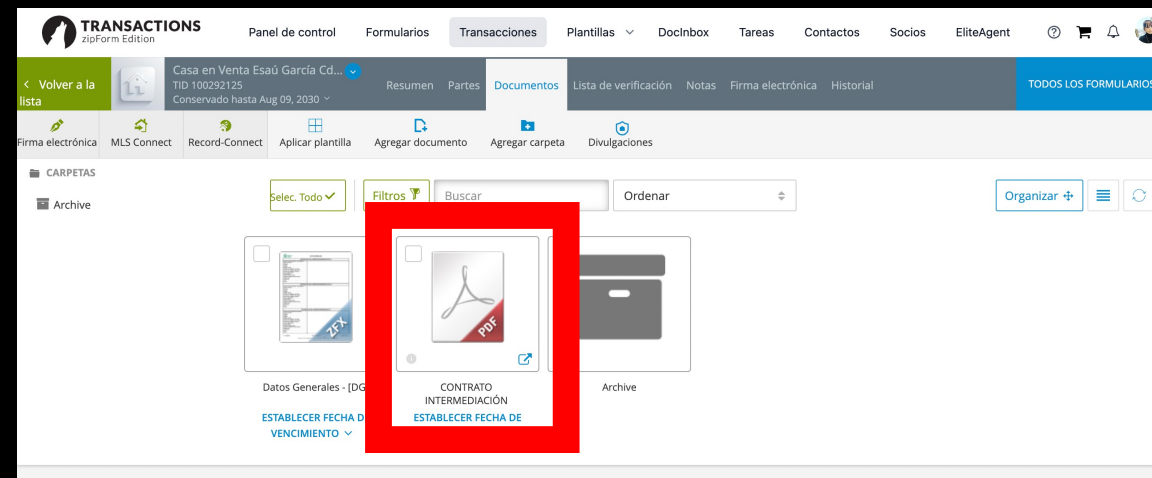 TRANSACTIONS
zipForm Edition
Panel de control Formularios Transacciones Plantillas DocInbox Tareas Contactos Socios EliteAgent
Volver a la lista
Casa en Venta Esaú García Cd...
TID 100292125
Conservado hasta Aug 09, 2030
Resumen Partes Documentos Lista de verificación Notas Firma electrónica Historial
TODOS LOS FORMULARIOS
Firma electrónica MLS Connect Record-Connect Aplicar plantilla Agregar documento Agregar carpeta Divulgaciones
CARPETAS
Archive
Selec. Todo Filtros Buscar Ordenar Organizar
ZFX
PDF
Datos Generales - [DG
ESTABLECER FECHA D
VENCIMIENTO
CONTRATO
INTERMEDIACIÓN
ESTABLECER FECHA DE
Archive